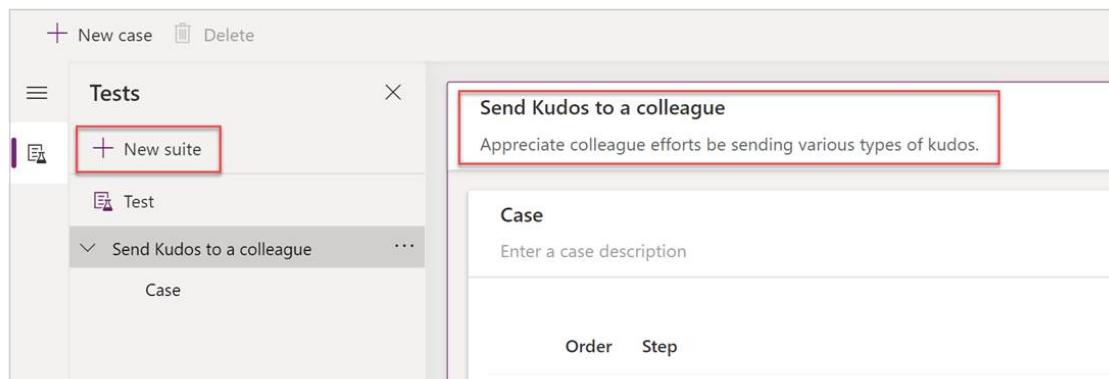 New case Delete
Tests
New suite
Test
Send Kudos to a colleague ...
Case
Send Kudos to a colleague
Appreciate colleague efforts be sending various types of kudos.
Case
Enter a case description
Order Step